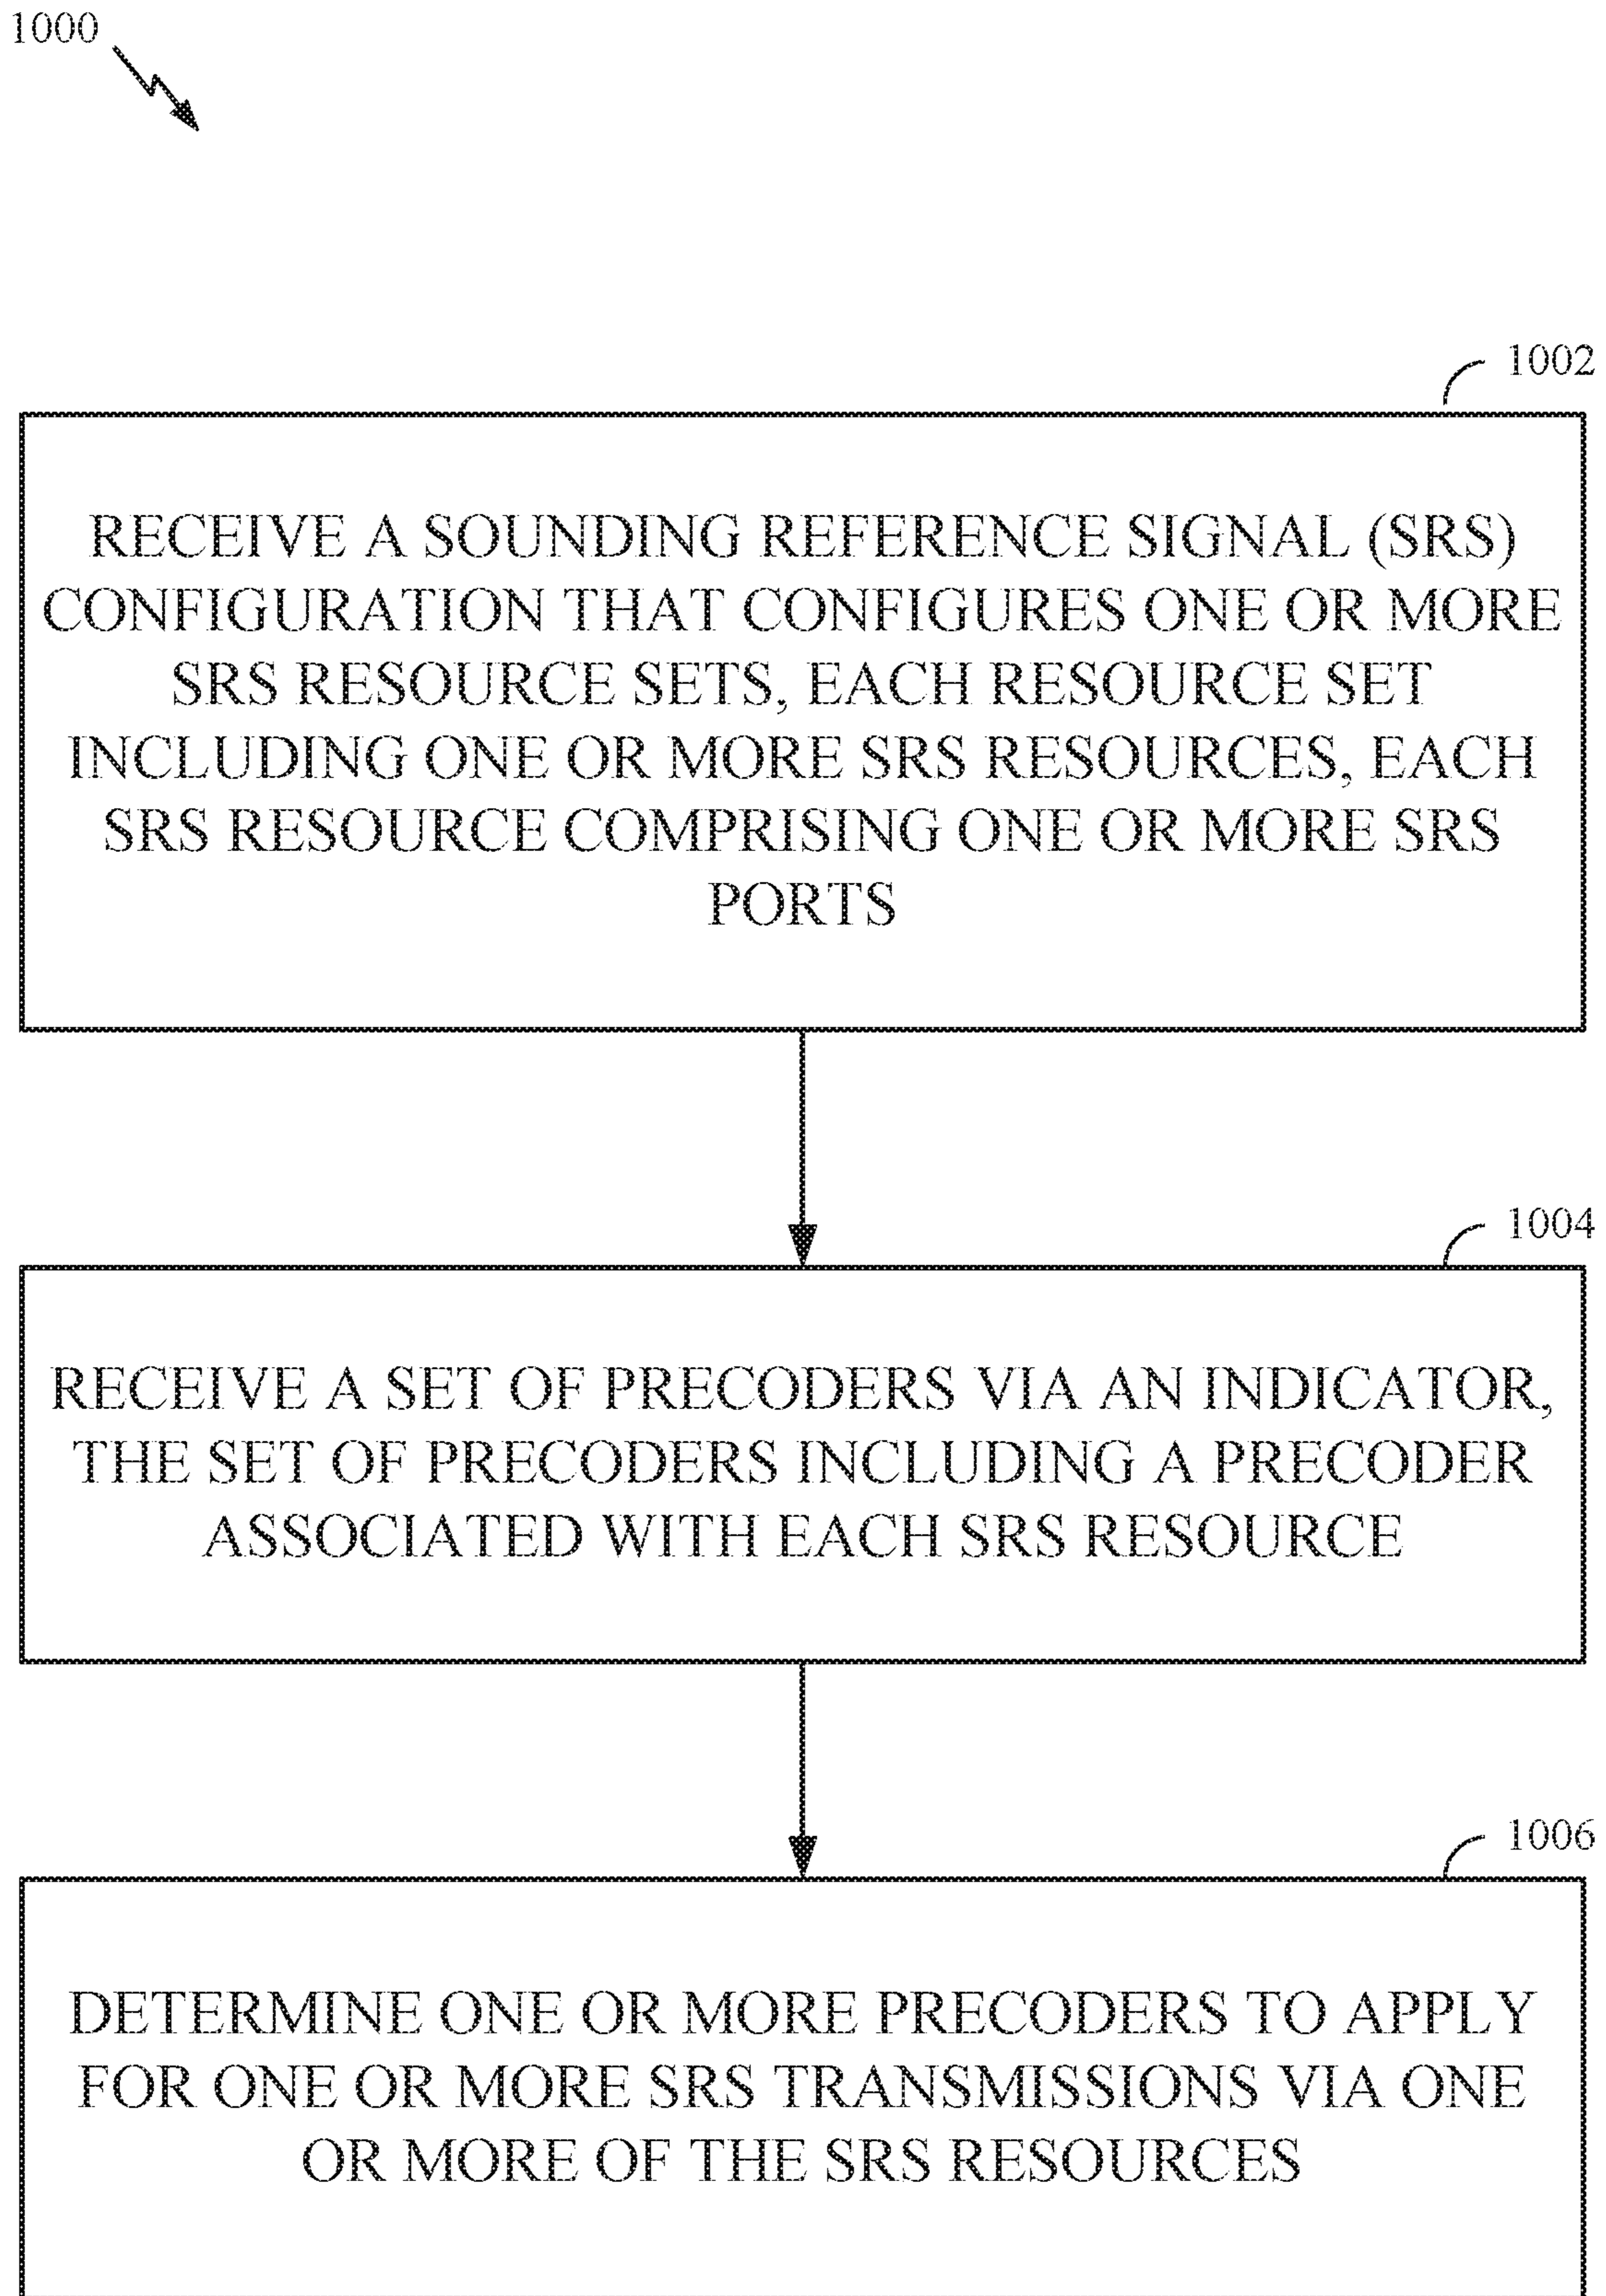 1000
1002
RECEIVE A SOUNDING REFERENCE SIGNAL (SRS)
CONFIGURATION THAT CONFIGURES ONE OR MORE
SRS RESOURCE SETS, EACH RESOURCE SET
INCLUDING ONE OR MORE SRS RESOURCES, EACH
SRS RESOURCE COMPRISING ONE OR MORE SRS
PORTS
1004
RECEIVE A SET OF PRECODERS VIA AN INDICATOR,
THE SET OF PRECODERS INCLUDING A PRECODER
ASSOCIATED WITH EACH SRS RESOURCE
1006
DETERMINE ONE OR MORE PRECODERS TO APPLY
FOR ONE OR MORE SRS TRANSMISSIONS VIA ONE
OR MORE OF THE SRS RESOURCES